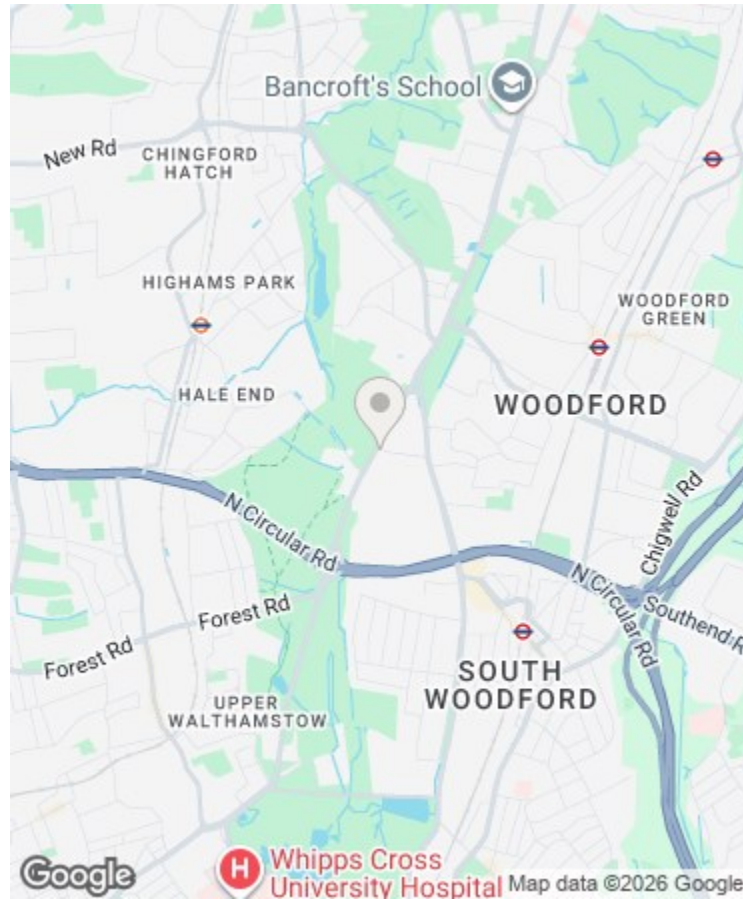 Bancroft's School
New Rd
CHINGFORD
HATCH
HIGHAMS PARK
WOODFORD
GREEN
HALE END
WOODFORD
Chigwell Rd
N Circular Rd
N Circular Rd
Southend R
Forest Rd
Forest Rd
SOUTH
WOODFORD
UPPER
WALTHAMSTOW
H
Whipps Cross
University Hospital
Google
Map data ©2026 Google